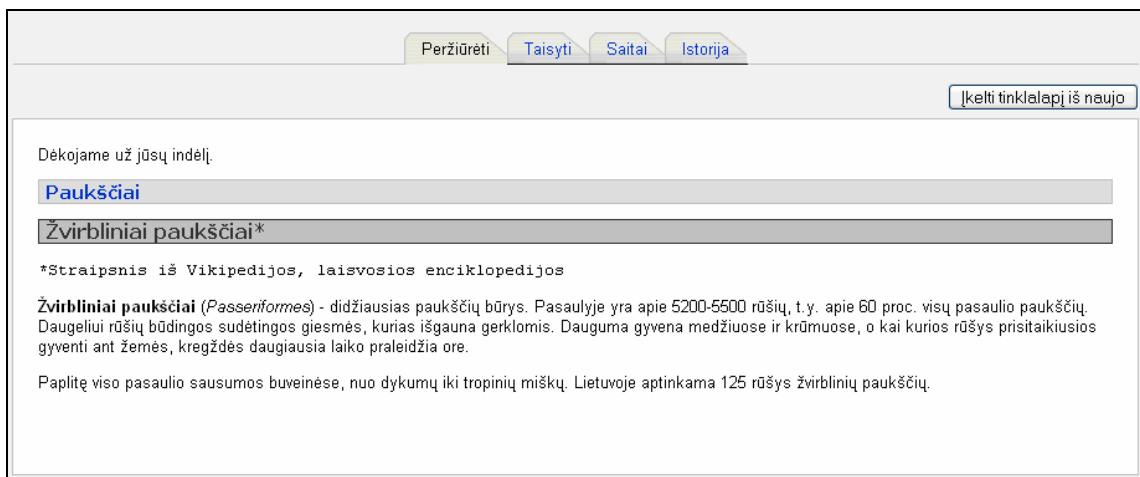 Peržiūrėti Taisyti Saitai Istorija
Įkelti tinklalapį iš naujo
Dėkojame už jūsų indėlį.
Paukščiai
Žvirbliniai paukščiai*
*Straipsnis iš Vikipedijos, laisvosios enciklopedijos
Žvirbliniai paukščiai (Passeriformes) - didžiausias paukščių būrys. Pasaulyje yra apie 5200-5500 rūšių, t.y. apie 60 proc. visų pasaulio paukščių.
Daugeliui rūšių būdingos sudėtingos giesmės, kurias išgauna gerklomis. Dauguma gyvena medžiuose ir krūmuose, o kai kurios rūšys prisitaikiusios
gyventi ant žemės, kregždės daugiausia laiko praleidžia ore.
Paplitę viso pasaulio sausumos buveinėse, nuo dykumų iki tropinių miškų. Lietuvoje aptinkama 125 rūšys žvirblinių paukščių.